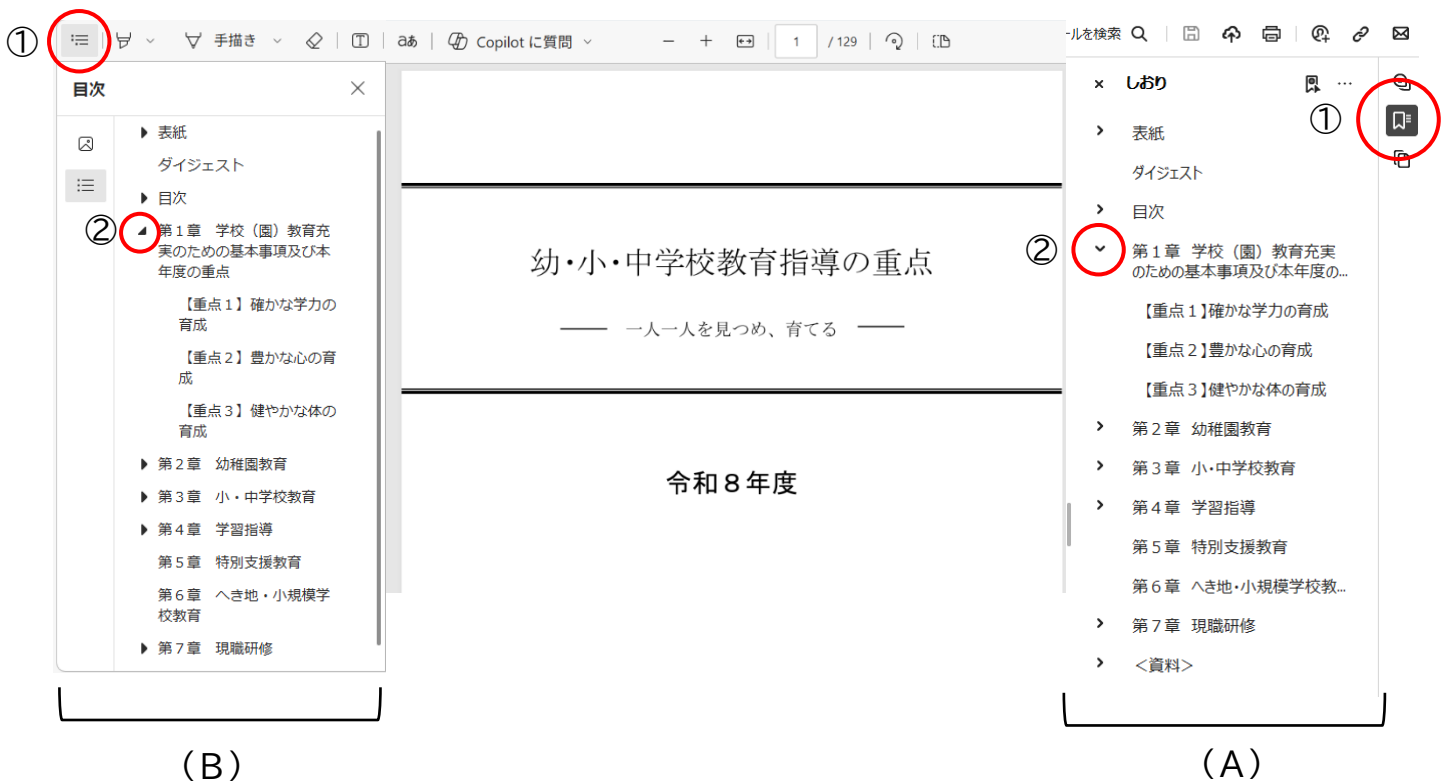 ①
手描き
aあ
Copilot に質問
1
/129
目次
表紙
ダイジェスト
目次
②
第1章　学校（園）教育充
実のための基本事項及び本
年度の重点
【重点１】確かな学力の
育成
【重点２】豊かな心の育
成
【重点３】健やかな体の
育成
第２章　幼稚園教育
第３章　小・中学校教育
第４章　学習指導
第５章　特別支援教育
第６章　へき地・小規模学
校教育
第７章　現職研修
（B）
幼・小・中学校教育指導の重点
一人一人を見つめ、育てる
令和８年度
ルを検索
しおり
①
表紙
ダイジェスト
目次
②
第１章 学校（園）教育充実
のための基本事項及び本年度の...
【重点１】確かな学力の育成
【重点２】豊かな心の育成
【重点３】健やかな体の育成
第２章 幼稚園教育
第３章 小・中学校教育
第４章 学習指導
第５章 特別支援教育
第６章 へき地・小規模学校教...
第７章 現職研修
＜資料＞
（A）